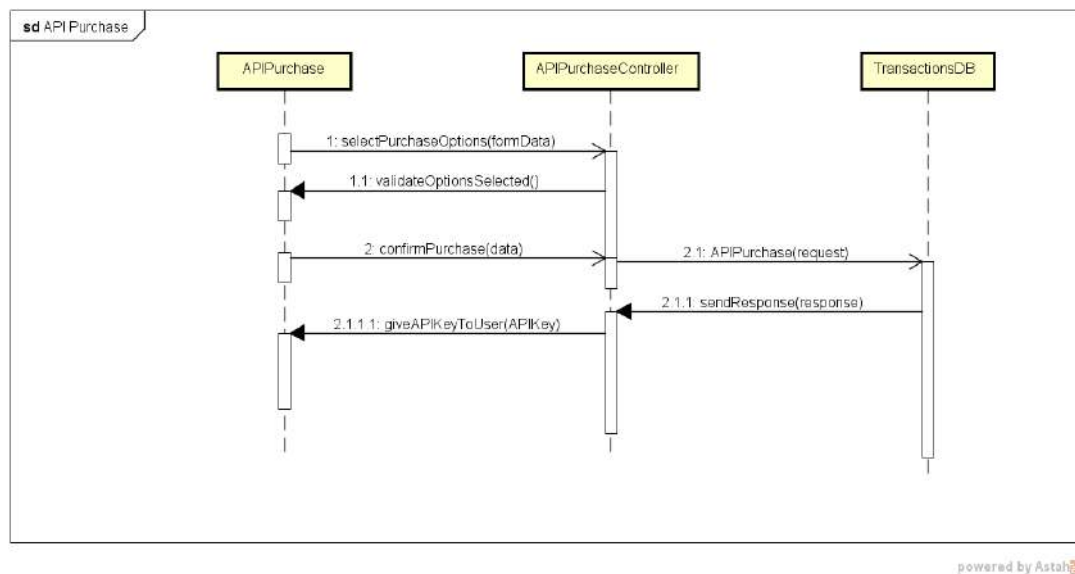 sd API Purchase
APIPurchase
APIPurchaseController
TransactionsDB
1: selectPurchaseOptions(formData)
1.1: validateOptionsSelected()
2: confirmPurchase(data)
2.1: APIPurchase(request)
2.1.1: sendResponse(response)
2.1.1.1: giveAPIKeyToUser(APIKey)
powered by Astah